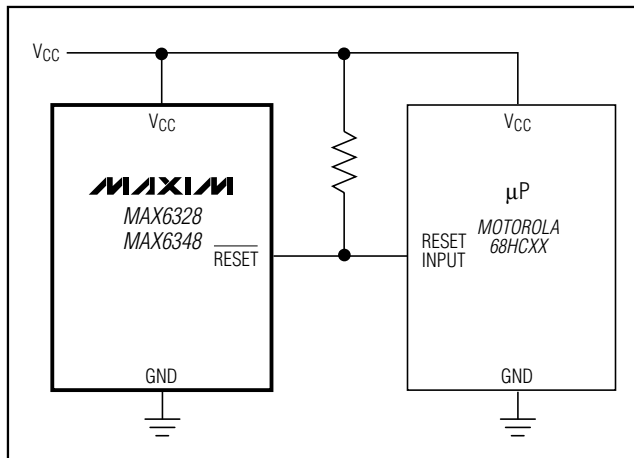 VCC
VCC
MAXIM
MAX6328
MAX6348
RESET
GND
VCC
µP
MOTOROLA
68HCXX
RESET
INPUT
GND